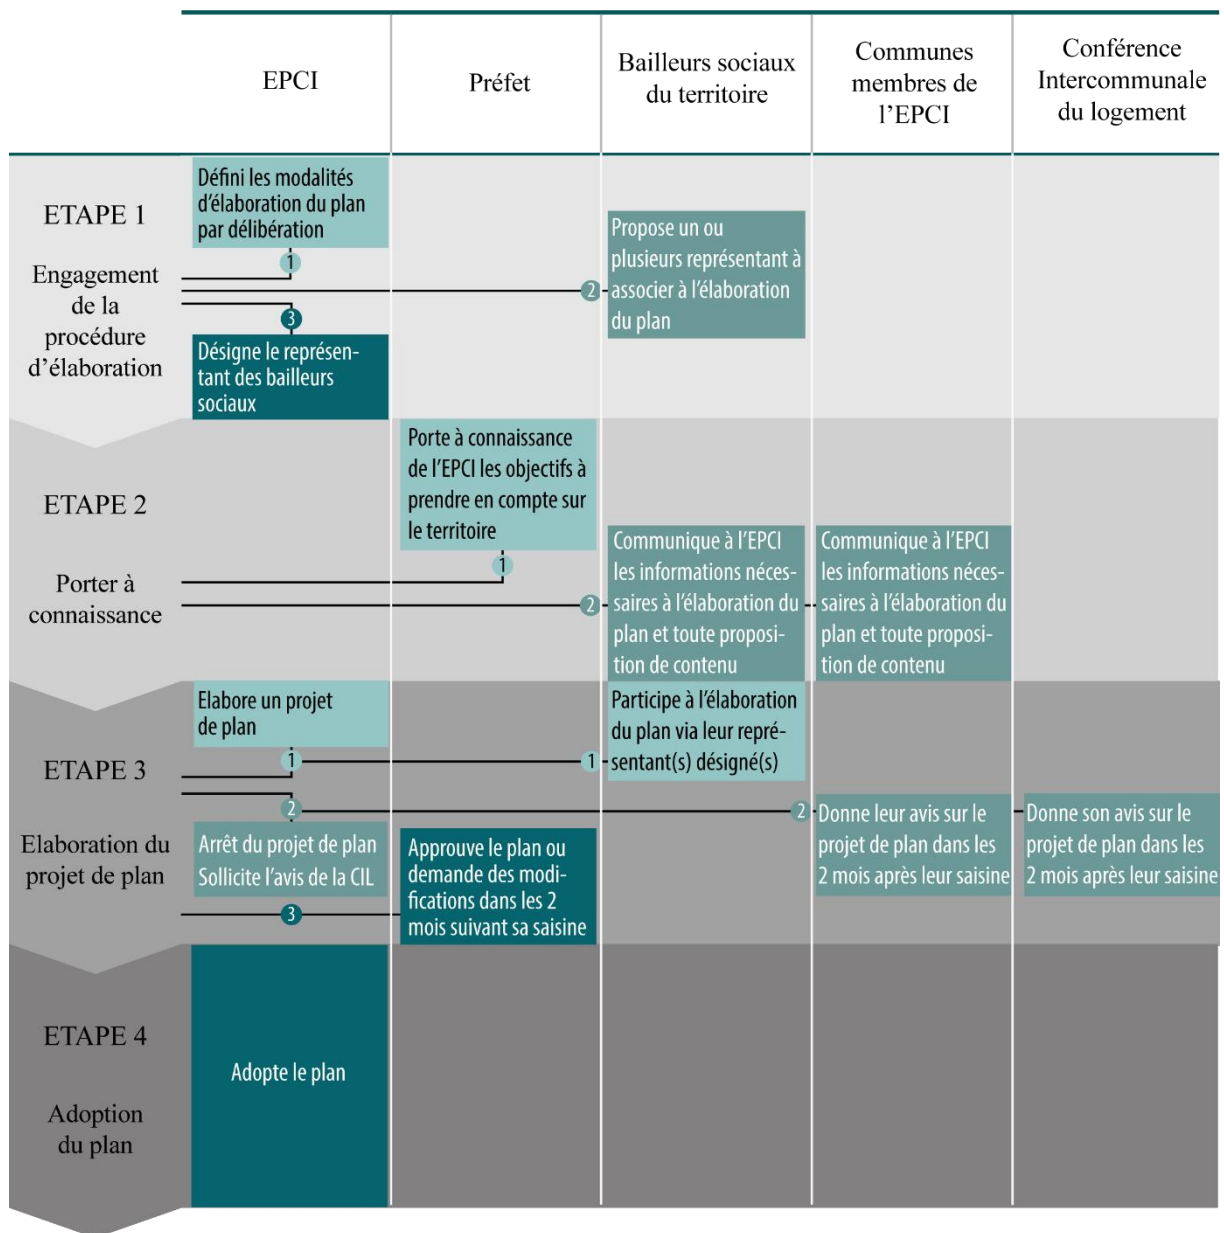 EPCI
Préfet
Bailleurs sociaux
du territoire
Communes
membres de
l’EPCI
Conférence
Intercommunale
du logement
ETAPE 1
Engagement
de la
procédure
d’élaboration
Défini les modalités
d’élaboration du plan
par délibération
1
2
3
Propose un ou
plusieurs représentant à
associer à l’élaboration
du plan
Désigne le représen-
tant des bailleurs
sociaux
ETAPE 2
Porter à
connaissance
Porte à connaissance
de l’EPCI les objectifs à
prendre en compte sur
le territoire
1
2
Communique à l’EPCI
les informations néces-
saires à l’élaboration du
plan et toute proposi-
tion de contenu
Communique à l’EPCI
les informations néces-
saires à l’élaboration du
plan et toute proposi-
tion de contenu
ETAPE 3
Elaboration du
projet de plan
Elabore un projet
de plan
1
1
Participe à l’élaboration
du plan via leur repré-
sentant(s) désigné(s)
2
2
Arrêt du projet de plan
Sollicite l’avis de la CIL
3
Approuve le plan ou
demande des modi-
fications dans les 2
mois suivant sa saisine
Donne leur avis sur le
projet de plan dans les
2 mois après leur saisine
Donne son avis sur le
projet de plan dans les
2 mois après leur saisine
ETAPE 4
Adoption
du plan
Adopte le plan